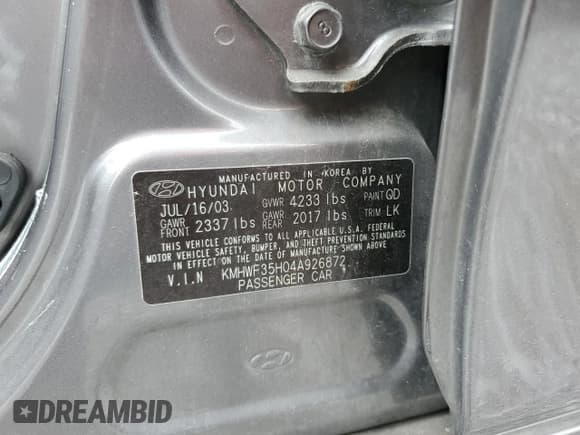 MANUFACTURED IN KOREA BY
HYUNDAI MOTOR COMPANY
JUL/16/03 GVWR 4233 lbs PAINT QD
GAWR FRONT 2337 lbs GAWR REAR 2017 lbs TRIM LK
THIS VEHICLE CONFORMS TO ALL APPLICABLE U.S.A. FEDERAL
MOTOR VEHICLE SAFETY, BUMPER, AND THEFT PREVENTION STANDARDS
IN EFFECT ON THE DATE OF MANUFACTURE SHOWN ABOVE
V.I.N KMHWF35H04A926872
PASSENGER CAR
DREAMBID